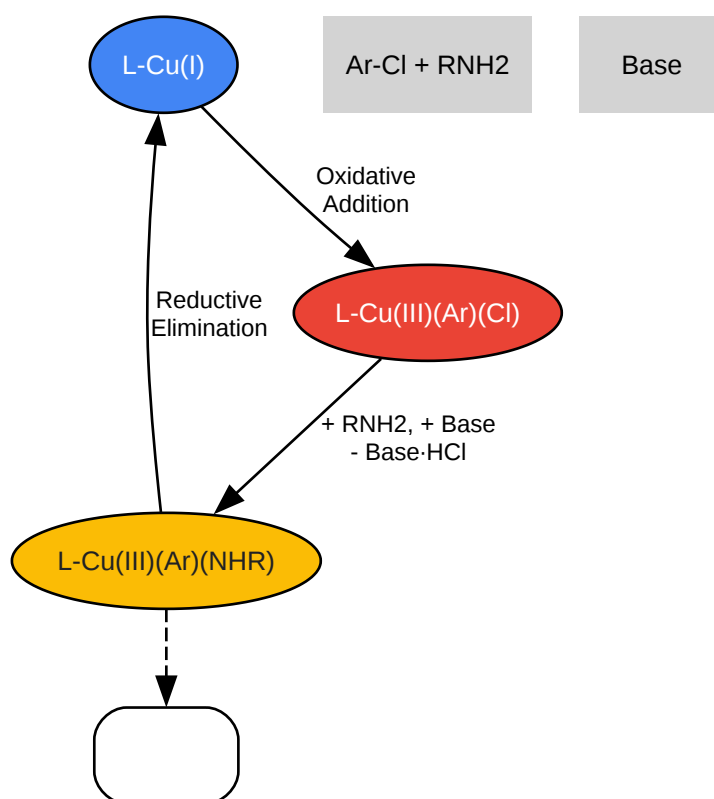 L-Cu(I)
Ar-Cl + RNH2
Base
Oxidative
Addition
Reductive
Elimination
L-Cu(III)(Ar)(Cl)
+ RNH2, + Base
- Base·HCl
L-Cu(III)(Ar)(NHR)